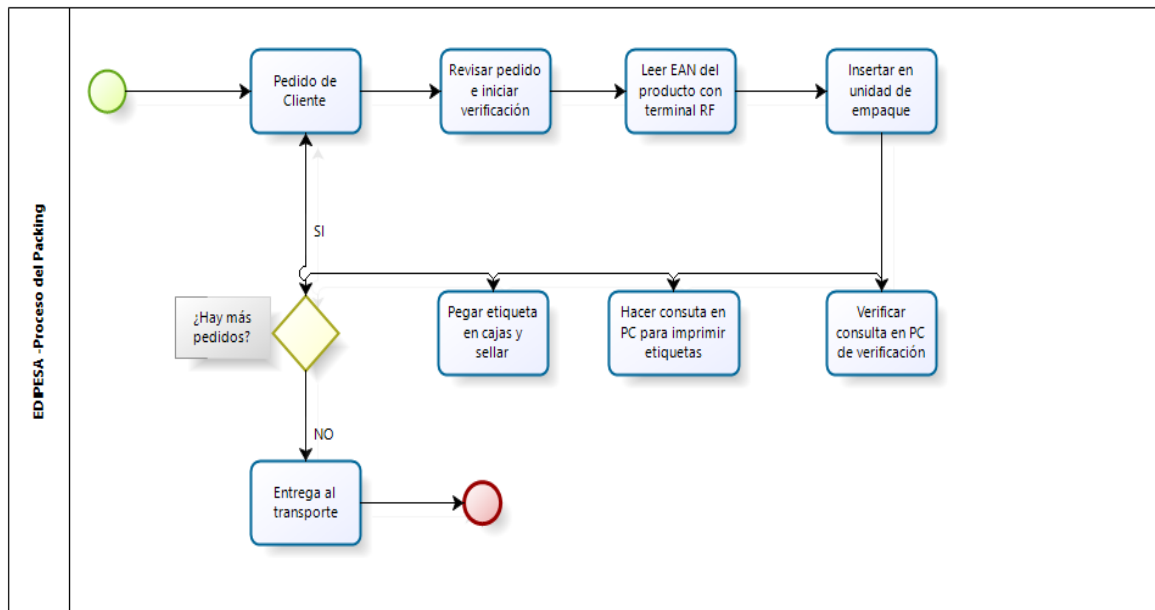 EDIPESA -Proceso del Packing
Pedido de
Cliente
Revisar pedido
e iniciar
verificación
Leer EAN del
producto con
terminal RF
Insertar en
unidad de
empaque
SI
¿Hay más
pedidos?
Pegar etiqueta
en cajas y
sellar
Hacer consuta en
PC para imprimir
etiquetas
Verificar
consulta en PC
de verificación
NO
Entrega al
transporte